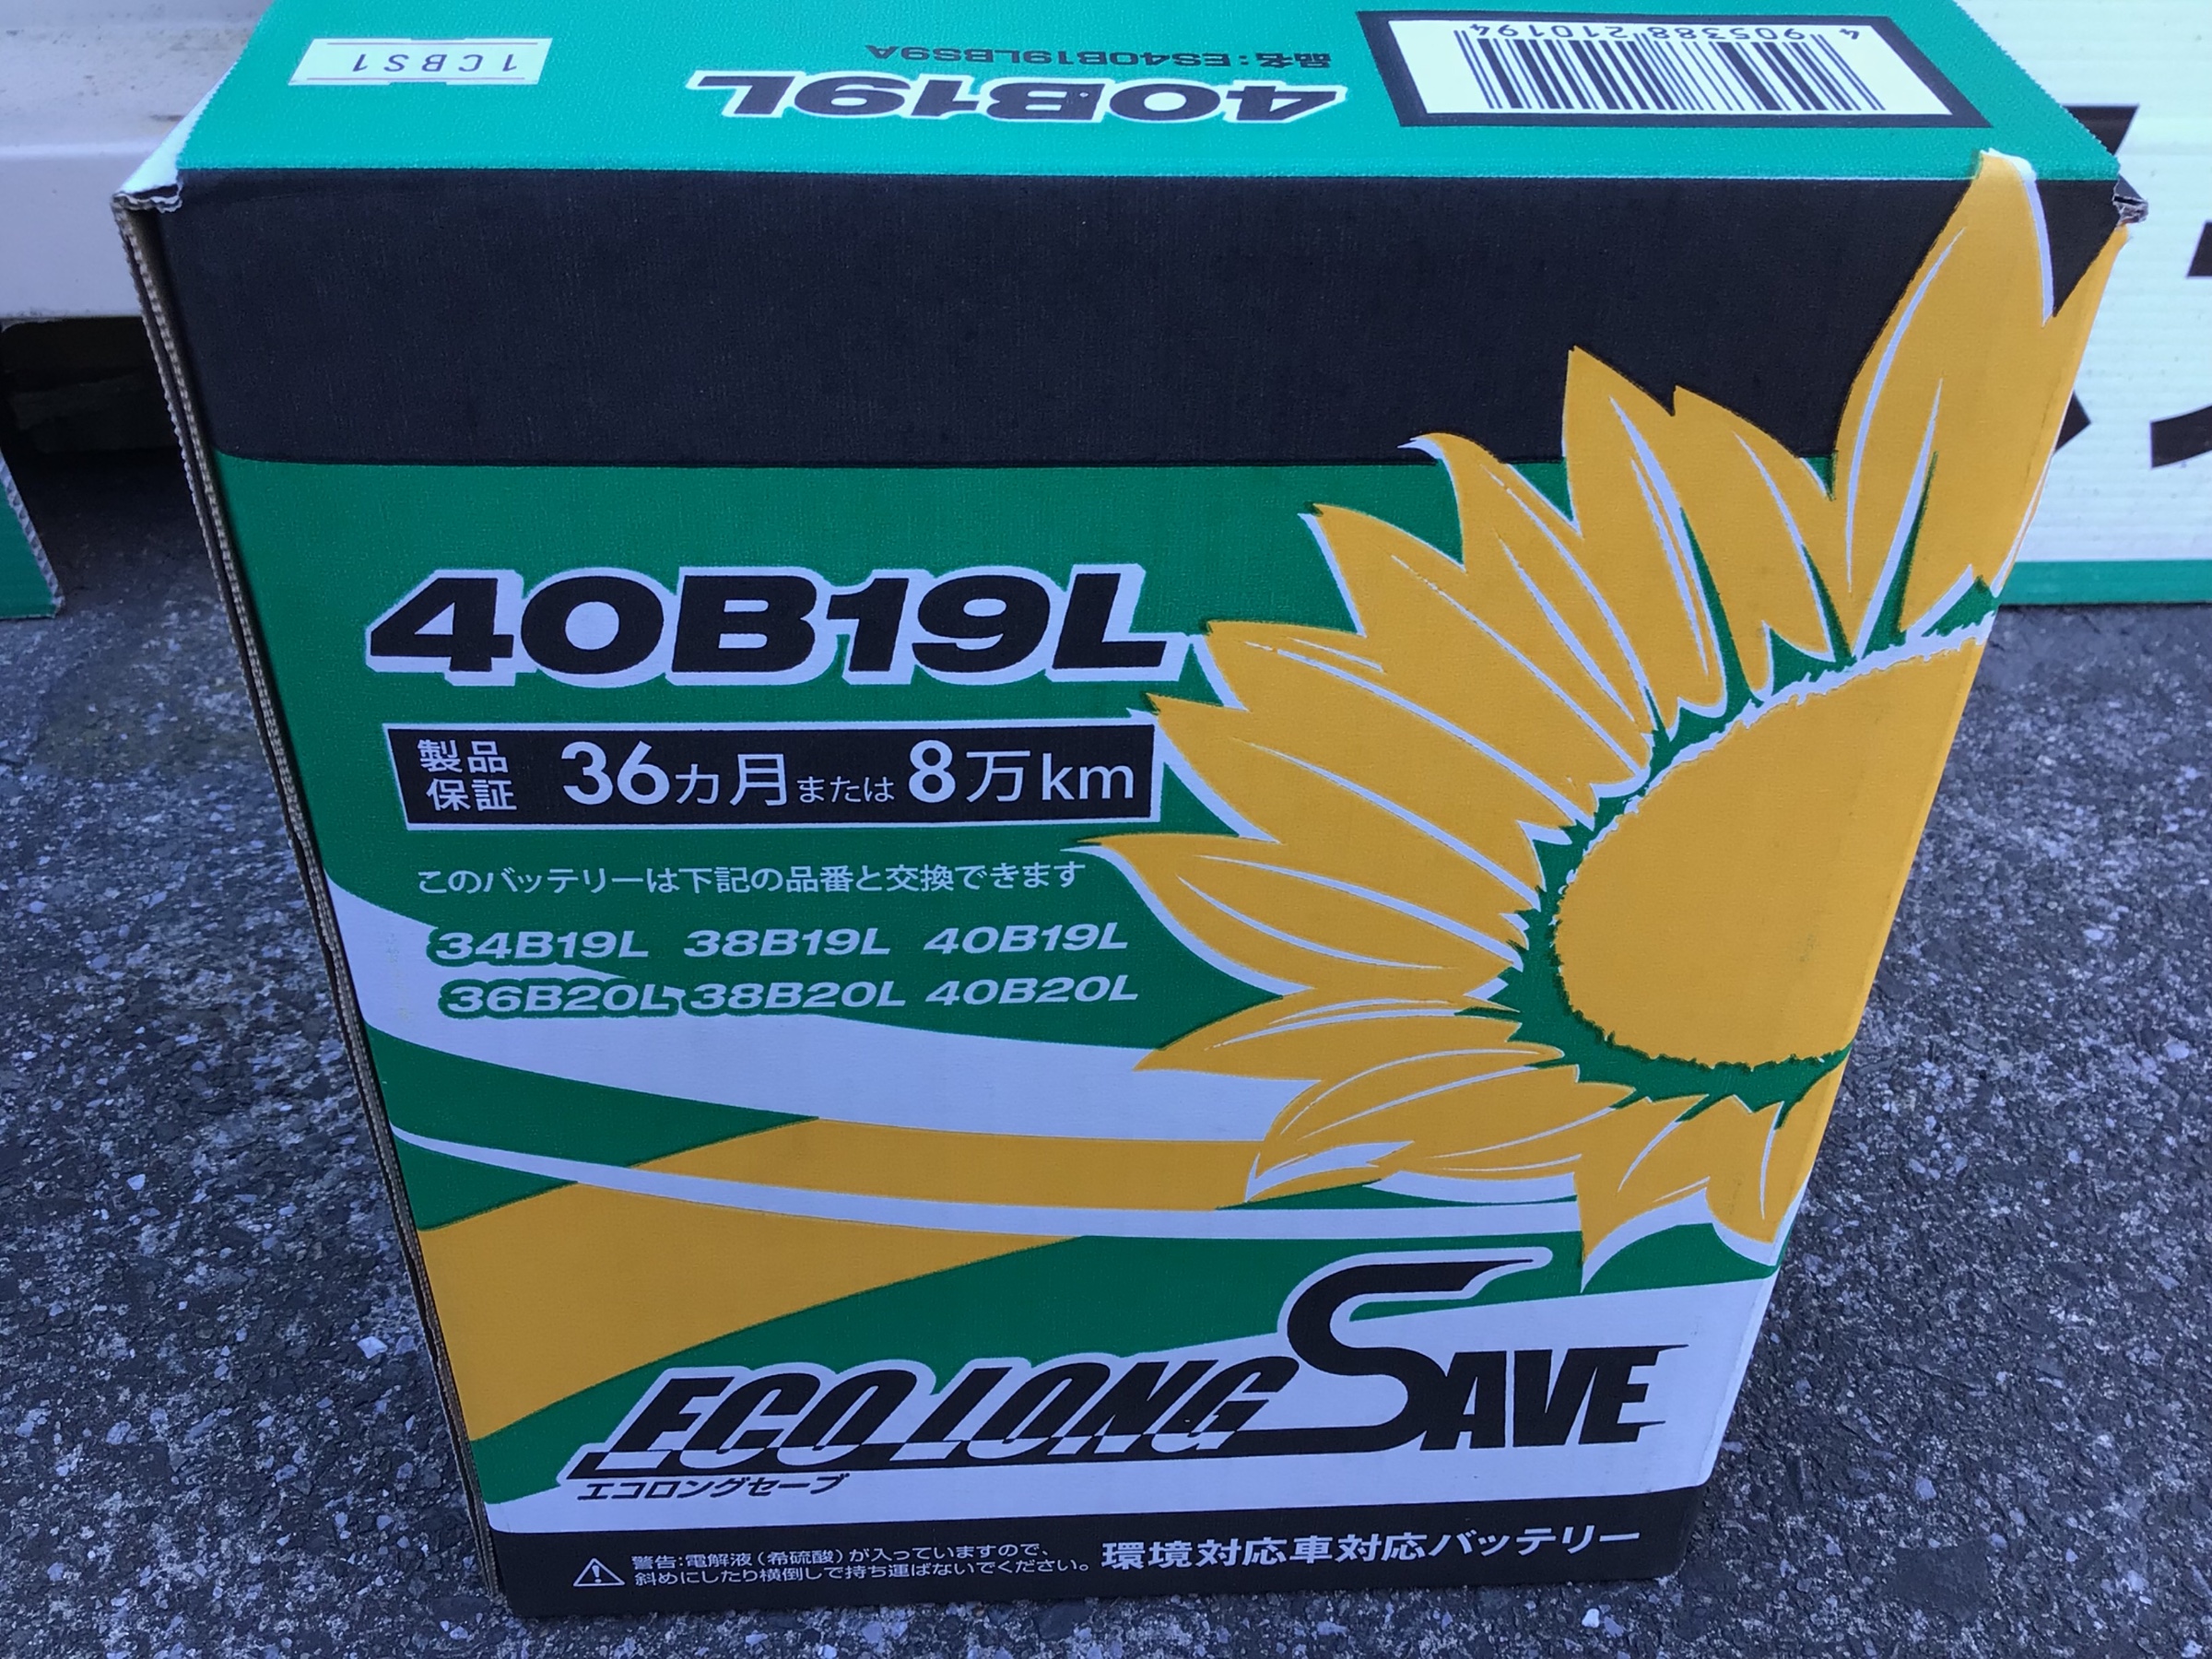 4905388210194
品名:ES40B19LBS9A
40B19L
1CBS1
40B19L
製品保証 36ヵ月または8万km
このバッテリーは下記の品番と交換できます
34B19L 38B19L 40B19L
36B20L 38B20L 40B20L
ECO LONG SAVE
エコロングセーブ
警告:電解液(希硫酸)が入っていますので、
斜めにしたり横倒しで持ち運ばないでください。
環境対応車対応バッテリー